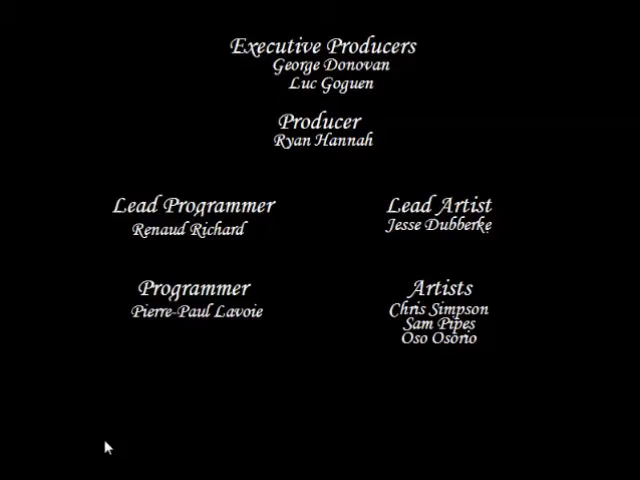 Executive Producers
George Donovan
Luc Goguen
Producer
Ryan Hannah
Lead Programmer
Renaud Richard
Lead Artist
Jesse Dubberke
Programmer
Pierre-Paul Lavoie
Artists
Chris Simpson
Sam Pipes
Oso Osorio